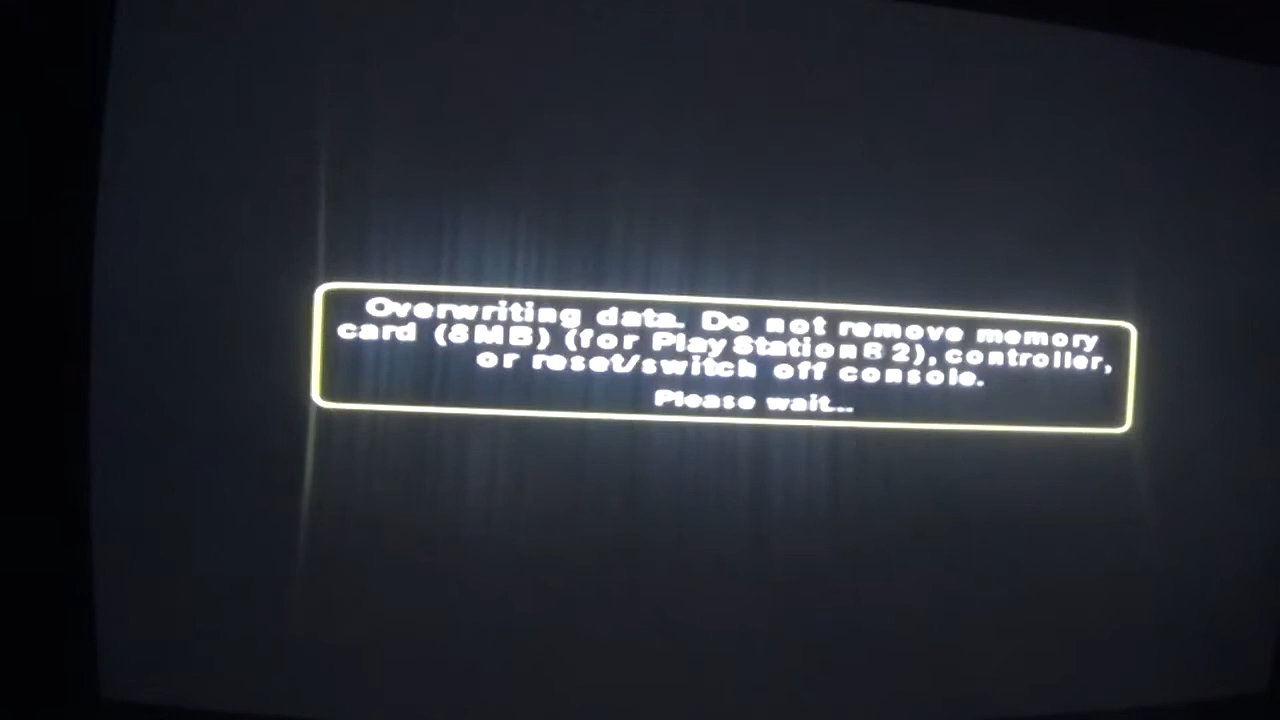 Overwriting data. Do not remove memory
card (8MB) (for PlayStation® 2), controller,
or reset/switch off console.
Please wait...